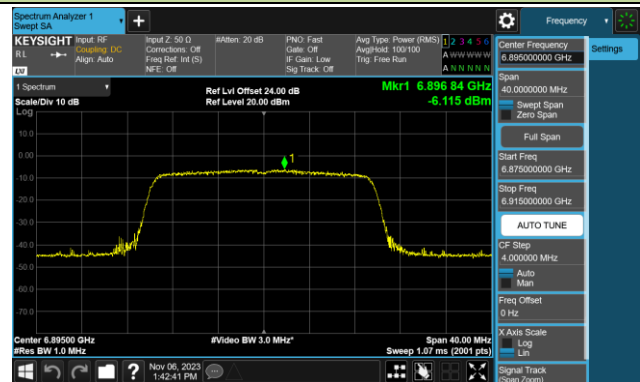 Spectrum Analyzer 1
Swept SA
+
Frequency
KEYSIGHT
RL
LXI
Input: RF
Coupling: DC
Align: Auto
Input Z: 50 Ω
Corrections: Off
Freq Ref: Int (S)
NFE: Off
#Atten: 20 dB
PNO: Fast
Gate: Off
IF Gain: Low
Sig Track: Off
Avg Type: Power (RMS)
Avg|Hold: 100/100
Trig: Free Run
1 2 3 4 5 6
A W W W W W
A N N N N N
1 Spectrum
Scale/Div 10 dB
Log
Ref Lvl Offset 24.00 dB
Ref Level 20.00 dBm
Mkr1 6.896 84 GHz
-6.115 dBm
10.0
0.00
-10.0
-20.0
-30.0
-40.0
-50.0
-60.0
-70.0
1
Center 6.89500 GHz
#Res BW 1.0 MHz
#Video BW 3.0 MHz*
Span 40.00 MHz
Sweep 1.07 ms (2001 pts)
Center Frequency
6.895000000 GHz
Span
40.0000000 MHz
Swept Span
Zero Span
Full Span
Start Freq
6.875000000 GHz
Stop Freq
6.915000000 GHz
AUTO TUNE
CF Step
4.000000 MHz
Auto
Man
Freq Offset
0 Hz
X Axis Scale
Log
Lin
Signal Track
(Span Zoom)
Settings
?
Nov 06, 2023
1:42:41 PM